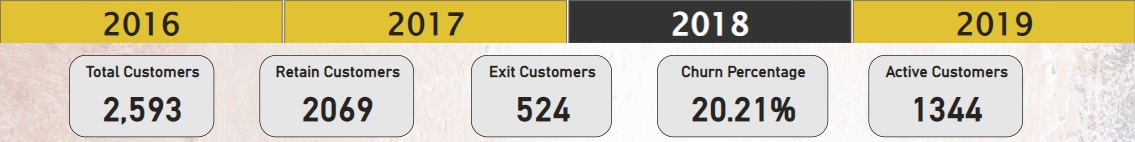 2016 2017 2018 2019
Total Customers Retain Customers Exit Customers Churn Percentage Active Customers
2,593 2069 524 20.21% 1344